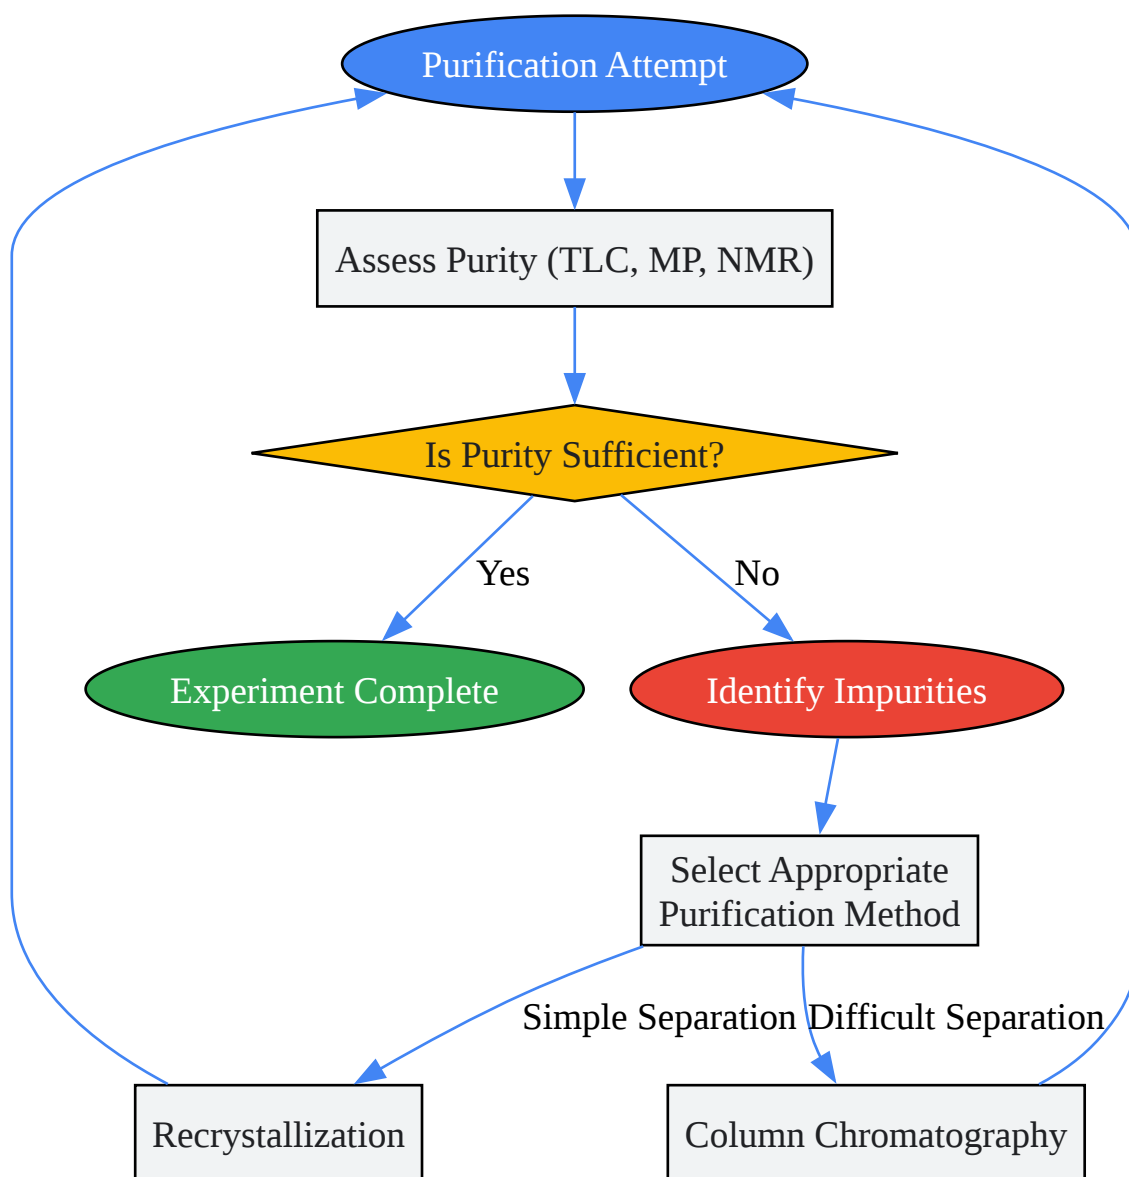 Purification Attempt
Assess Purity (TLC, MP, NMR)
Is Purity Sufficient?
Yes
No
Experiment Complete
Identify Impurities
Select Appropriate
Purification Method
Simple Separation
Difficult Separation
Recrystallization
Column Chromatography